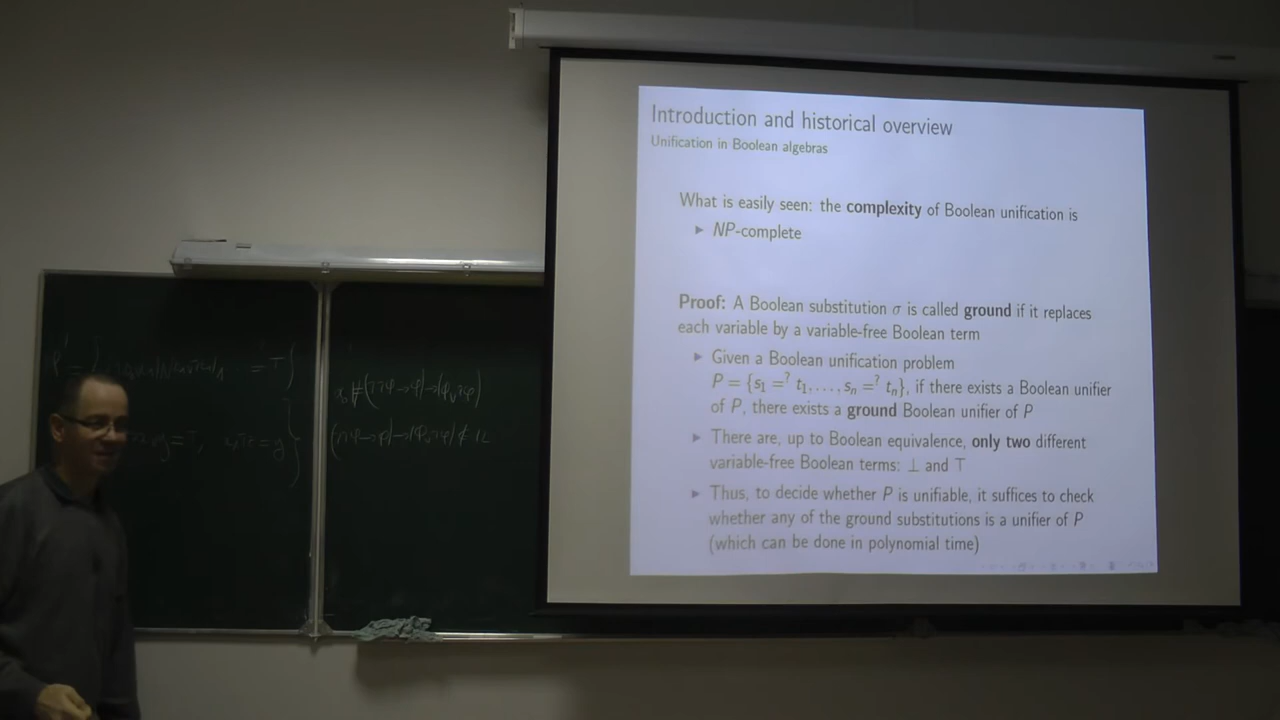 Introduction and historical overview
Unification in Boolean algebras
What is easily seen: the complexity of Boolean unification is
▶ NP-complete
Proof: A Boolean substitution σ is called ground if it replaces
each variable by a variable-free Boolean term
▶ Given a Boolean unification problem
P = {s₁ =? t₁, . . . , sₙ =? tₙ}, if there exists a Boolean unifier
of P, there exists a ground Boolean unifier of P
▶ There are, up to Boolean equivalence, only two different
variable-free Boolean terms: ⊥ and ⊤
▶ Thus, to decide whether P is unifiable, it suffices to check
whether any of the ground substitutions is a unifier of P
(which can be done in polynomial time)